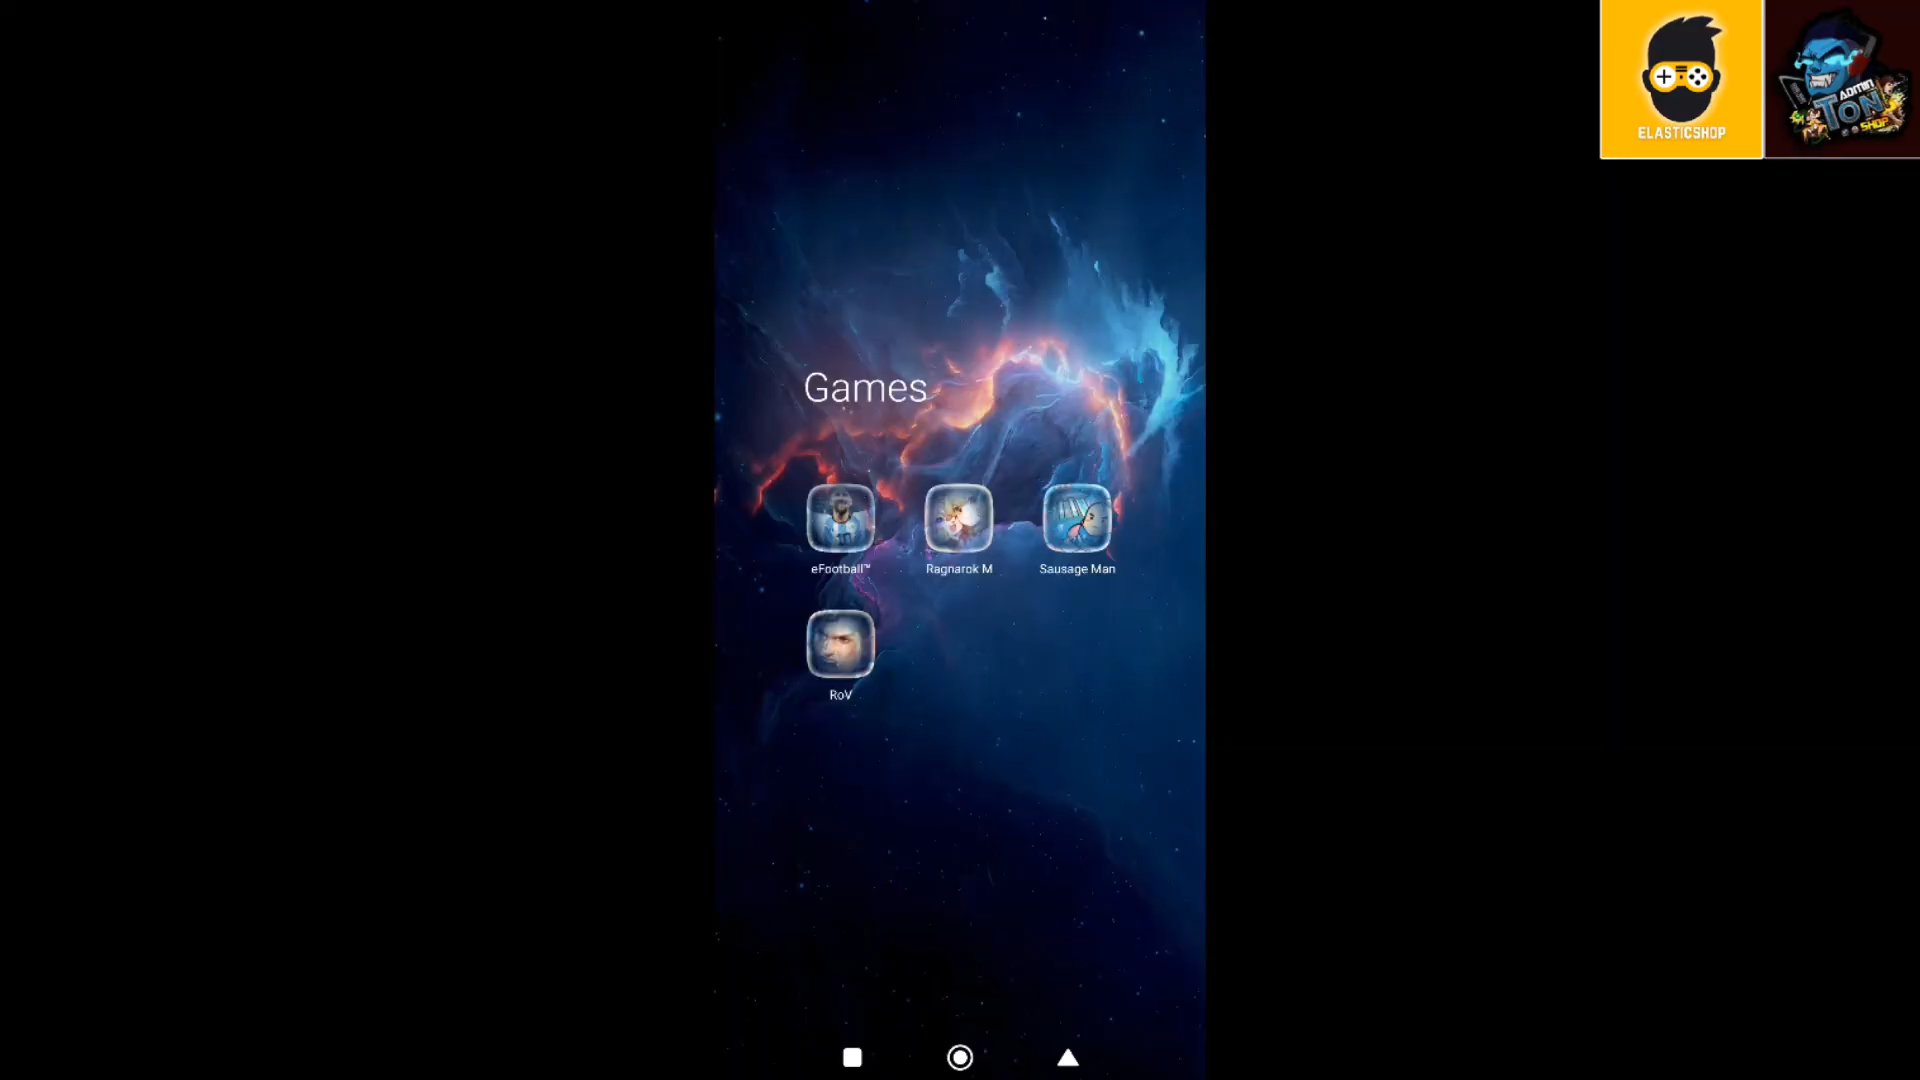 ELASTICSHOP
ADMIN
TON
SHOP
Games
eFootball™
Ragnarok M
Sausage Man
RoV